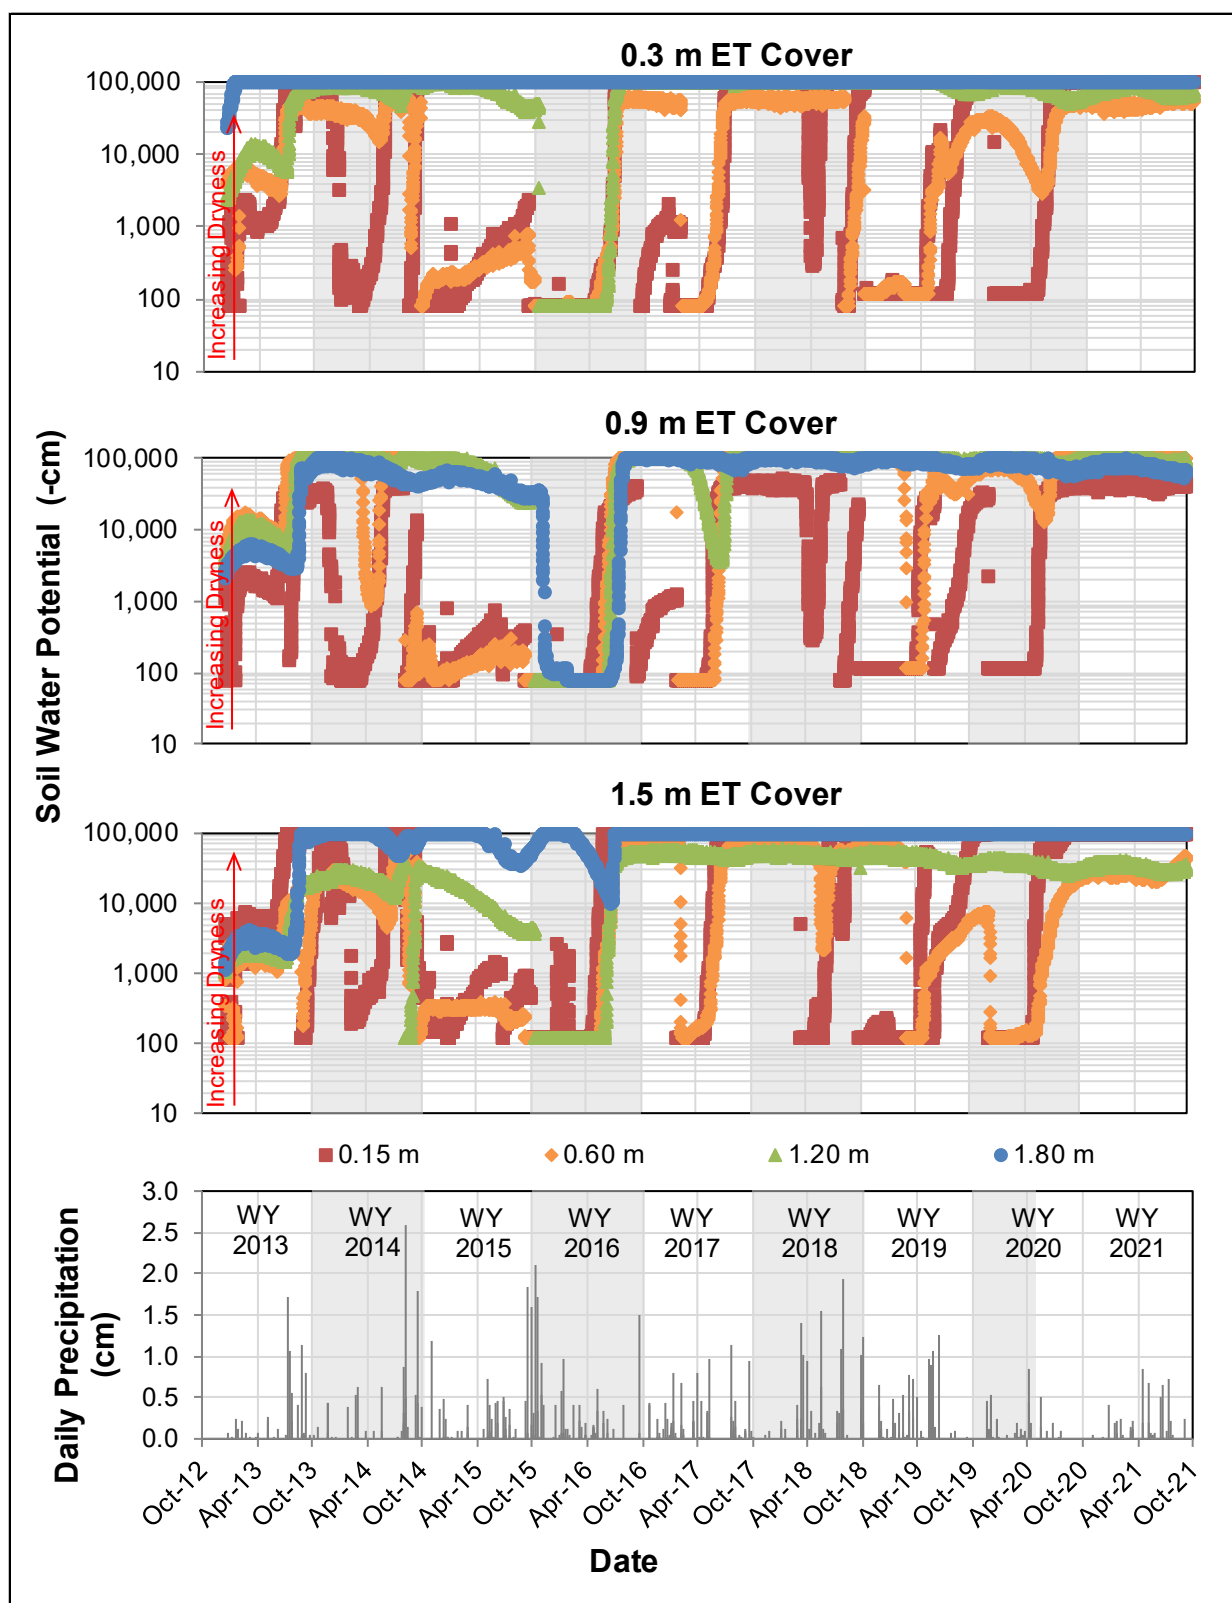 0.3 m ET Cover
100,000
10,000
1,000
100
10
Increasing Dryness
0.9 m ET Cover
100,000
10,000
1,000
100
10
Increasing Dryness
Soil Water Potential (-cm)
1.5 m ET Cover
100,000
10,000
1,000
100
10
Increasing Dryness
0.15 m 0.60 m 1.20 m 1.80 m
Daily Precipitation
(cm)
3.0
2.5
2.0
1.5
1.0
0.5
0.0
WY WY WY WY WY WY WY WY WY
2013 2014 2015 2016 2017 2018 2019 2020 2021
Oct-12 Apr-13 Oct-13 Apr-14 Oct-14 Apr-15 Oct-15 Apr-16 Oct-16 Apr-17 Oct-17 Apr-18 Oct-18 Apr-19 Oct-19 Apr-20 Oct-20 Apr-21 Oct-21
Date